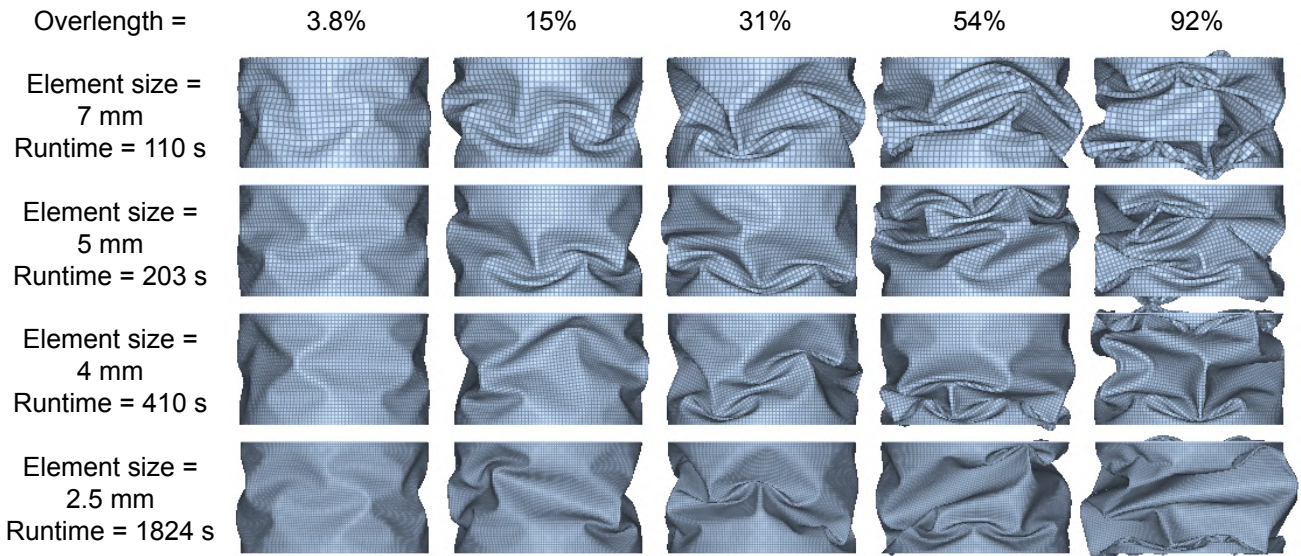 Overlength = 3.8% 15% 31% 54% 92%
Element size =
7 mm
Runtime = 110 s
Element size =
5 mm
Runtime = 203 s
Element size =
4 mm
Runtime = 410 s
Element size =
2.5 mm
Runtime = 1824 s